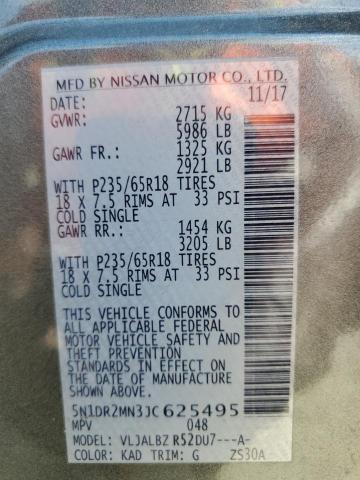 MFD BY NISSAN MOTOR CO., LTD.
DATE: 11/17
GVWR: 2715 KG
5986 LB
GAWR FR.: 1325 KG
2921 LB
WITH P235/65R18 TIRES
18 X 7.5 RIMS AT 33 PSI
COLD SINGLE
GAWR RR.: 1454 KG
3205 LB
WITH P235/65R18 TIRES
18 X 7.5 RIMS AT 33 PSI
COLD SINGLE
THIS VEHICLE CONFORMS TO
ALL APPLICABLE FEDERAL
MOTOR VEHICLE SAFETY AND
THEFT PREVENTION
STANDARDS IN EFFECT ON
THE DATE OF MANUFACTURE
SHOWN ABOVE.
5N1DR2MN3JC625495
MPV 048
MODEL: VLJALBZ R52DU7---A-
COLOR: KAD TRIM: G ZS30A